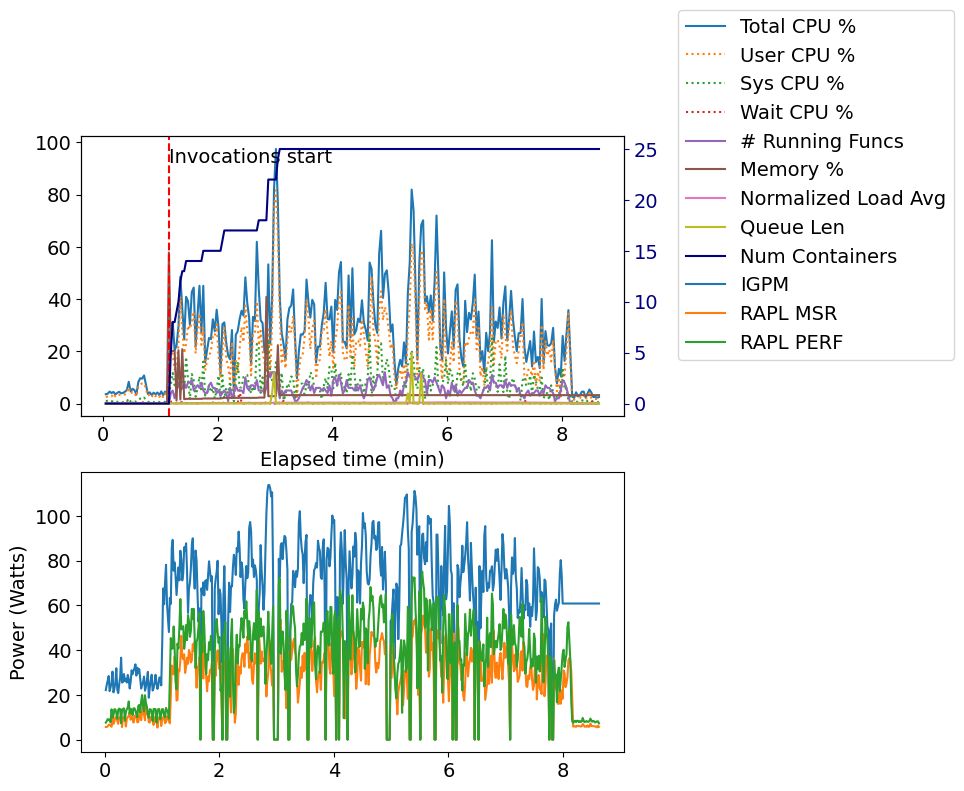 Total CPU %
User CPU %
Sys CPU %
Wait CPU %
# Running Funcs
Memory %
Normalized Load Avg
Queue Len
Num Containers
IGPM
RAPL MSR
RAPL PERF
Invocations start
100
80
60
40
20
0
25
20
15
10
5
0
0 2 4 6 8
Elapsed time (min)
Power (Watts)
100
80
60
40
20
0
0 2 4 6 8